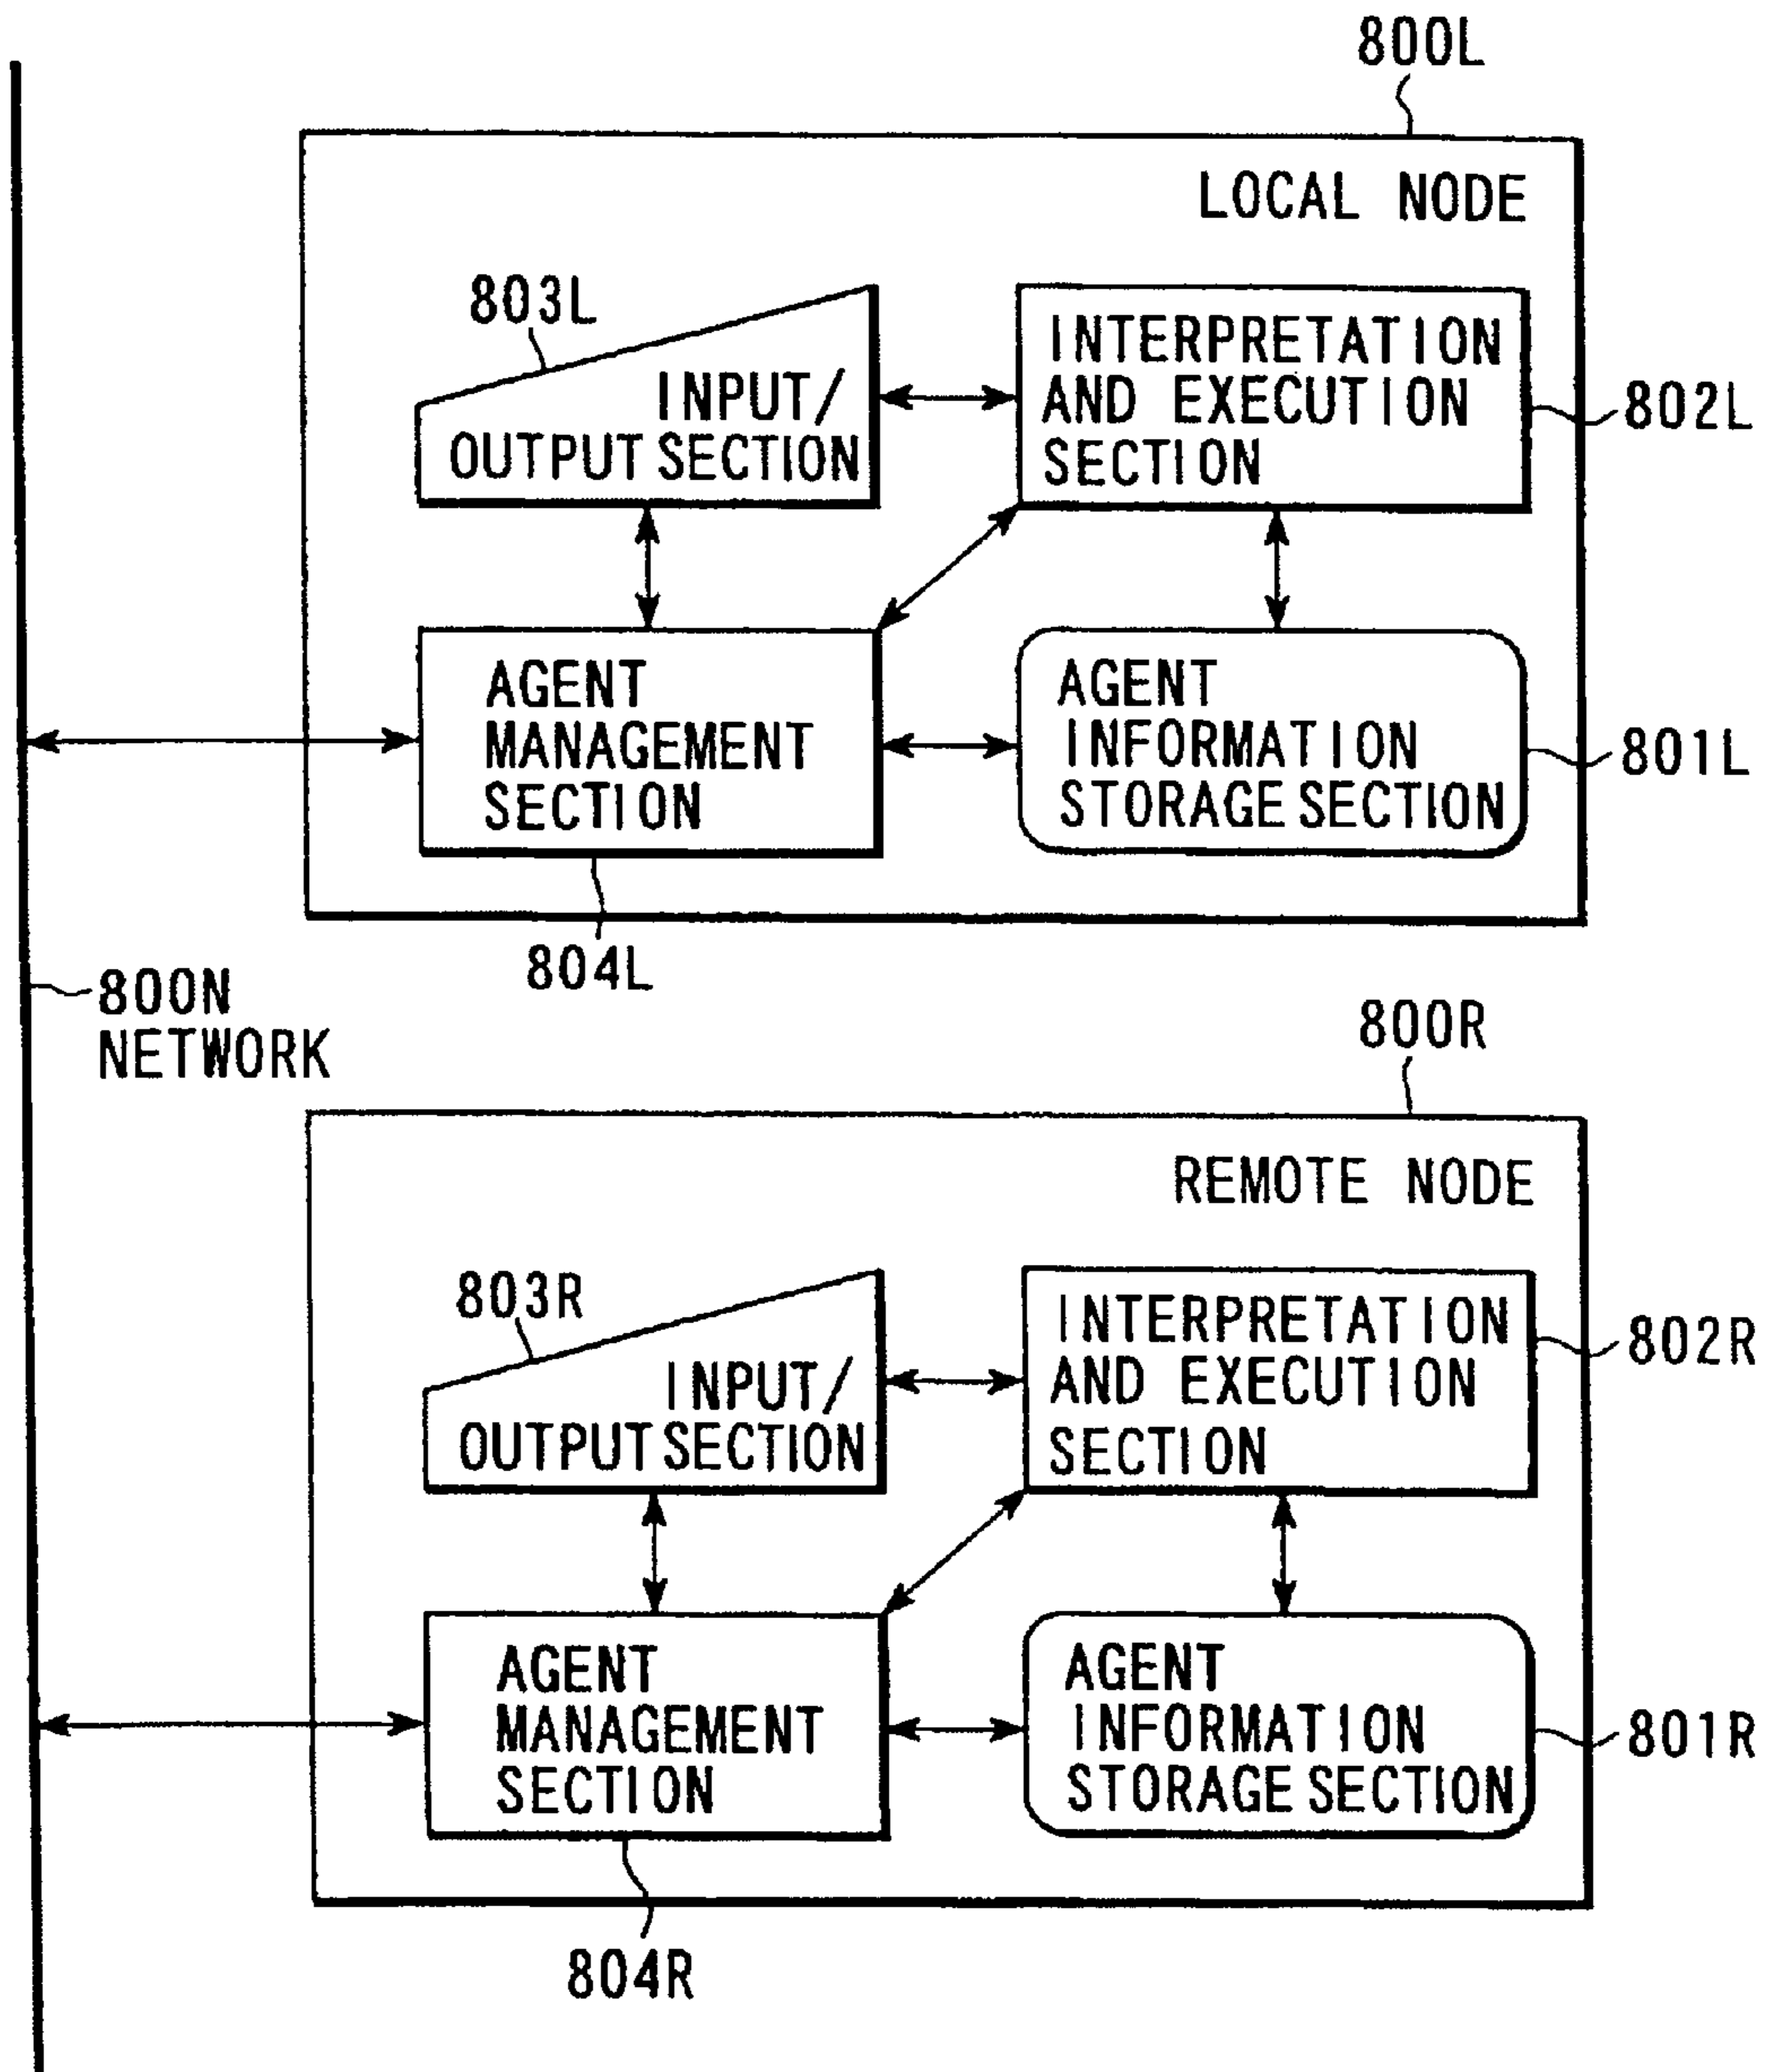 800L
LOCAL NODE
803L
INPUT/
OUTPUT SECTION
INTERPRETATION
AND EXECUTION
SECTION
802L
AGENT
MANAGEMENT
SECTION
AGENT
INFORMATION
STORAGE SECTION
801L
804L
800N
NETWORK
800R
REMOTE NODE
803R
INPUT/
OUTPUT SECTION
INTERPRETATION
AND EXECUTION
SECTION
802R
AGENT
MANAGEMENT
SECTION
AGENT
INFORMATION
STORAGE SECTION
801R
804R